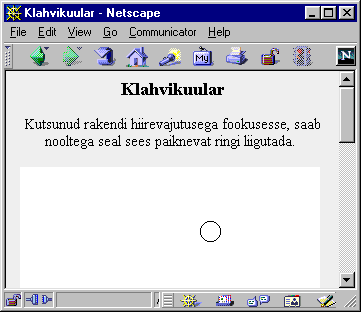 Klahvikuular - Netscape
File Edit View Go Communicator Help
My
N
Klahvikuular
Kutsunud rakendi hiirevajutusega fookusesse, saab
nooltega seal sees paiknevat ringi liigutada.